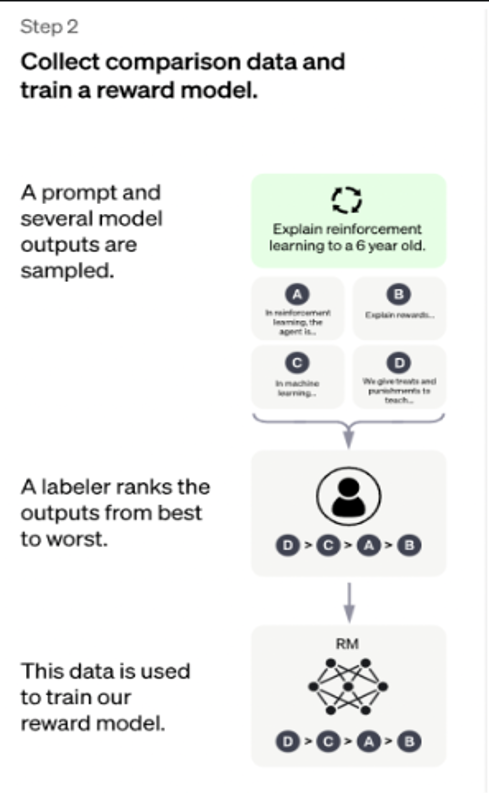 Step 2
Collect comparison data and
train a reward model.
A prompt and
several model
outputs are
sampled.
Explain reinforcement
learning to a 6 year old.
A
In reinforcement
learning, the
agent is...
B
Explain rewards...
C
In machine
learning...
D
We give treats and
punishments to
teach...
A labeler ranks the
outputs from best
to worst.
D > C > A > B
This data is used
to train our
reward model.
RM
D > C > A > B